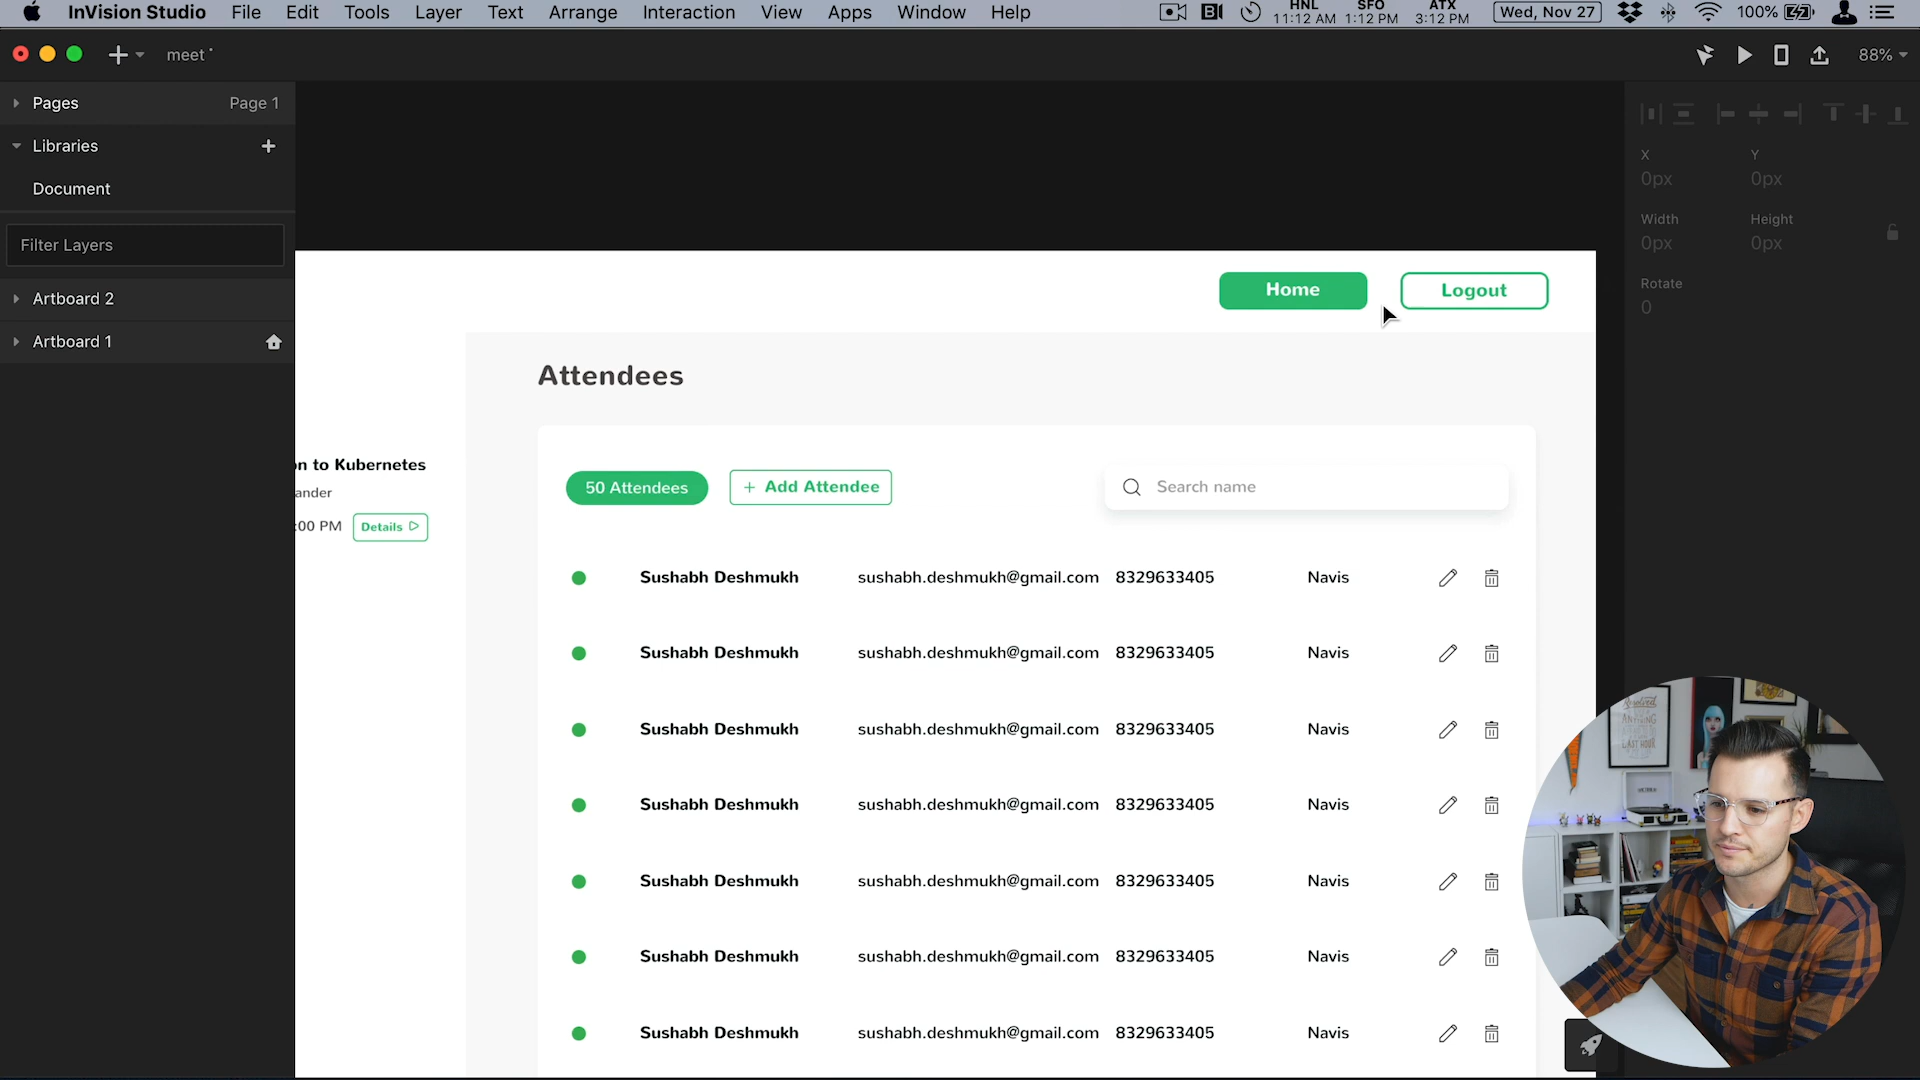 InVision Studio File Edit Tools Layer Text Arrange Interaction View Apps Window Help HNL 11:12 AM SFO 1:12 PM ATX 3:12 PM Wed, Nov 27 100%
meet
88%
Pages Page 1
Libraries +
Document
Filter Layers
Artboard 2
Artboard 1
X Y
0px 0px
Width Height
0px 0px
Rotate
0
Home Logout
Attendees
on to Kubernetes
ander
:00 PM Details
50 Attendees + Add Attendee Search name
Sushabh Deshmukh sushabh.deshmukh@gmail.com 8329633405 Navis
Sushabh Deshmukh sushabh.deshmukh@gmail.com 8329633405 Navis
Sushabh Deshmukh sushabh.deshmukh@gmail.com 8329633405 Navis
Sushabh Deshmukh sushabh.deshmukh@gmail.com 8329633405 Navis
Sushabh Deshmukh sushabh.deshmukh@gmail.com 8329633405 Navis
Sushabh Deshmukh sushabh.deshmukh@gmail.com 8329633405 Navis
Sushabh Deshmukh sushabh.deshmukh@gmail.com 8329633405 Navis
ANYTHING
LAST HOUR